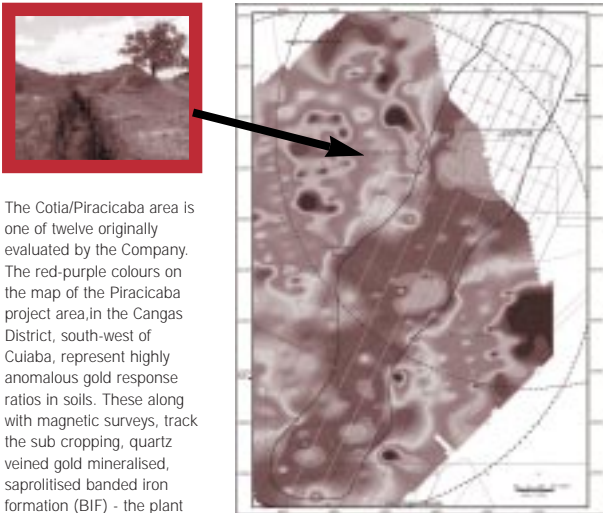 The Cotia/Piracicaba area is
one of twelve originally
evaluated by the Company.
The red-purple colours on
the map of the Piracicaba
project area,in the Cangas
District, south-west of
Cuiaba, represent highly
anomalous gold response
ratios in soils. These along
with magnetic surveys, track
the sub cropping, quartz
veined gold mineralised,
saprolitised banded iron
formation (BIF) - the plant